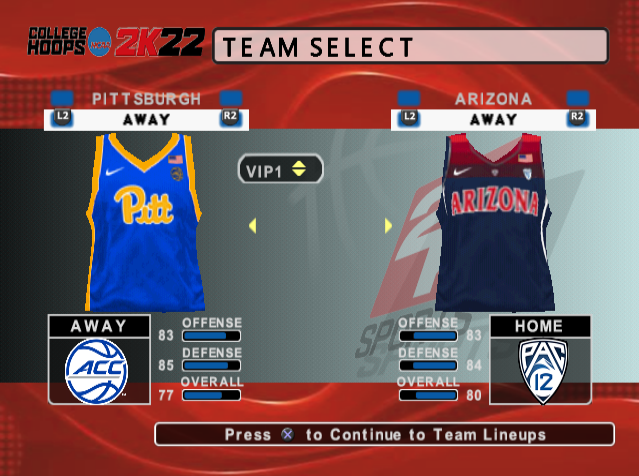 COLLEGE HOOPS 2K22
TEAM SELECT
PITTSBURGH
ARIZONA
L2 AWAY R2
L2 AWAY R2
VIP1
Pitt
ARIZONA
AWAY
ACC
OFFENSE
83
DEFENSE
85
OVERALL
77
OFFENSE
83
DEFENSE
84
OVERALL
80
HOME
PAC
12
Press ⓧ to Continue to Team Lineups